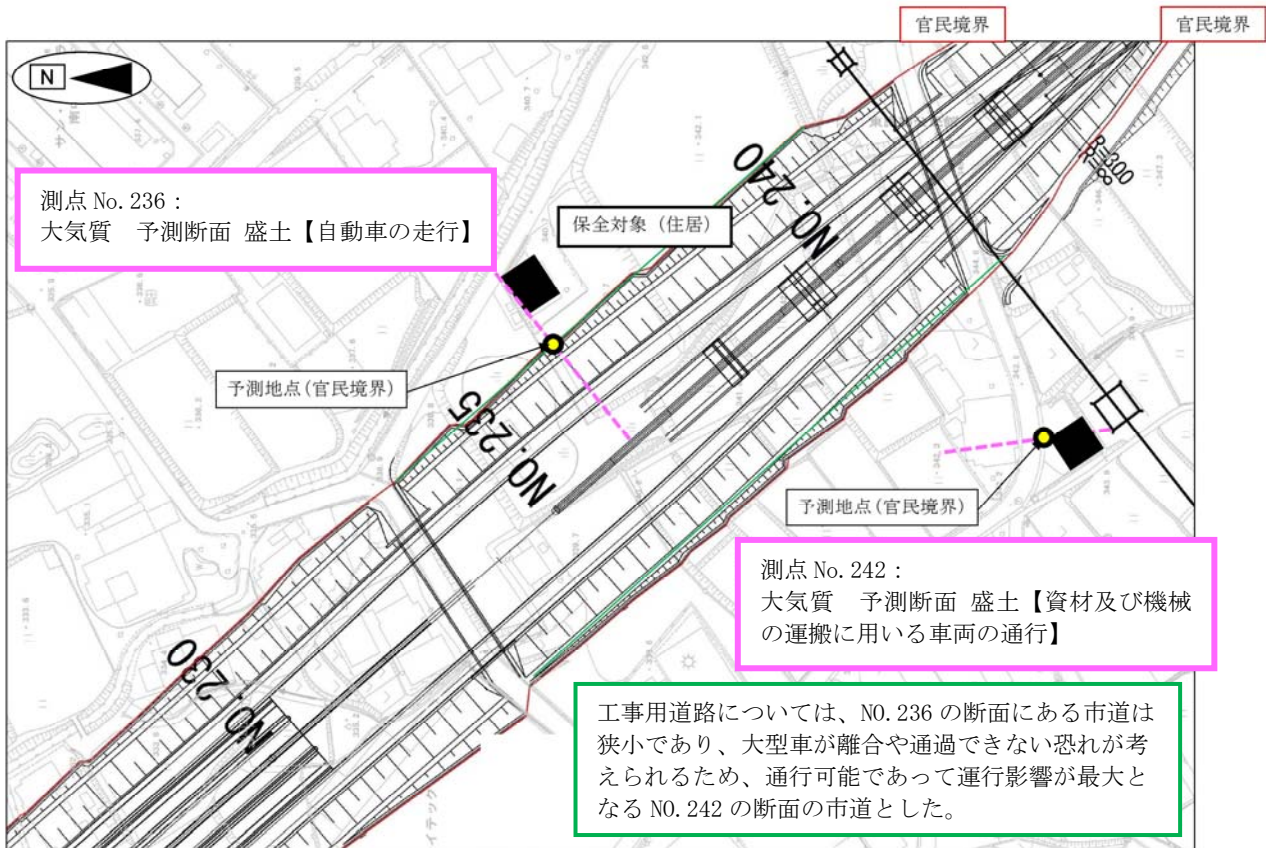 官民境界
官民境界
N
測点 No. 236：
大気質　予測断面 盛土【自動車の走行】
保全対象（住居）
NO. 240
R=300
R=∞
予測地点(官民境界)
NO. 235
予測地点(官民境界)
測点 No. 242：
大気質　予測断面 盛土【資材及び機械
の運搬に用いる車両の通行】
NO. 230
工事用道路については、NO.236 の断面にある市道は
狭小であり、大型車が離合や通過できない恐れが考
えられるため、通行可能であって運行影響が最大と
なる NO.242 の断面の市道とした。
イテック